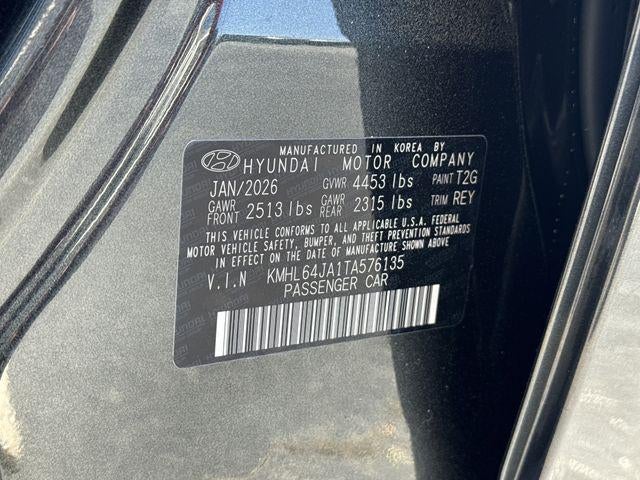 MANUFACTURED IN KOREA BY
HYUNDAI MOTOR COMPANY
JAN/2026 GVWR 4453 lbs PAINT T2G
GAWR FRONT 2513 lbs GAWR REAR 2315 lbs TRIM REY
THIS VEHICLE CONFORMS TO ALL APPLICABLE U.S.A. FEDERAL
MOTOR VEHICLE SAFETY, BUMPER, AND THEFT PREVENTION STANDARDS
IN EFFECT ON THE DATE OF MANUFACTURE SHOWN ABOVE.
V.I.N KMHL64JA1TA576135
PASSENGER CAR